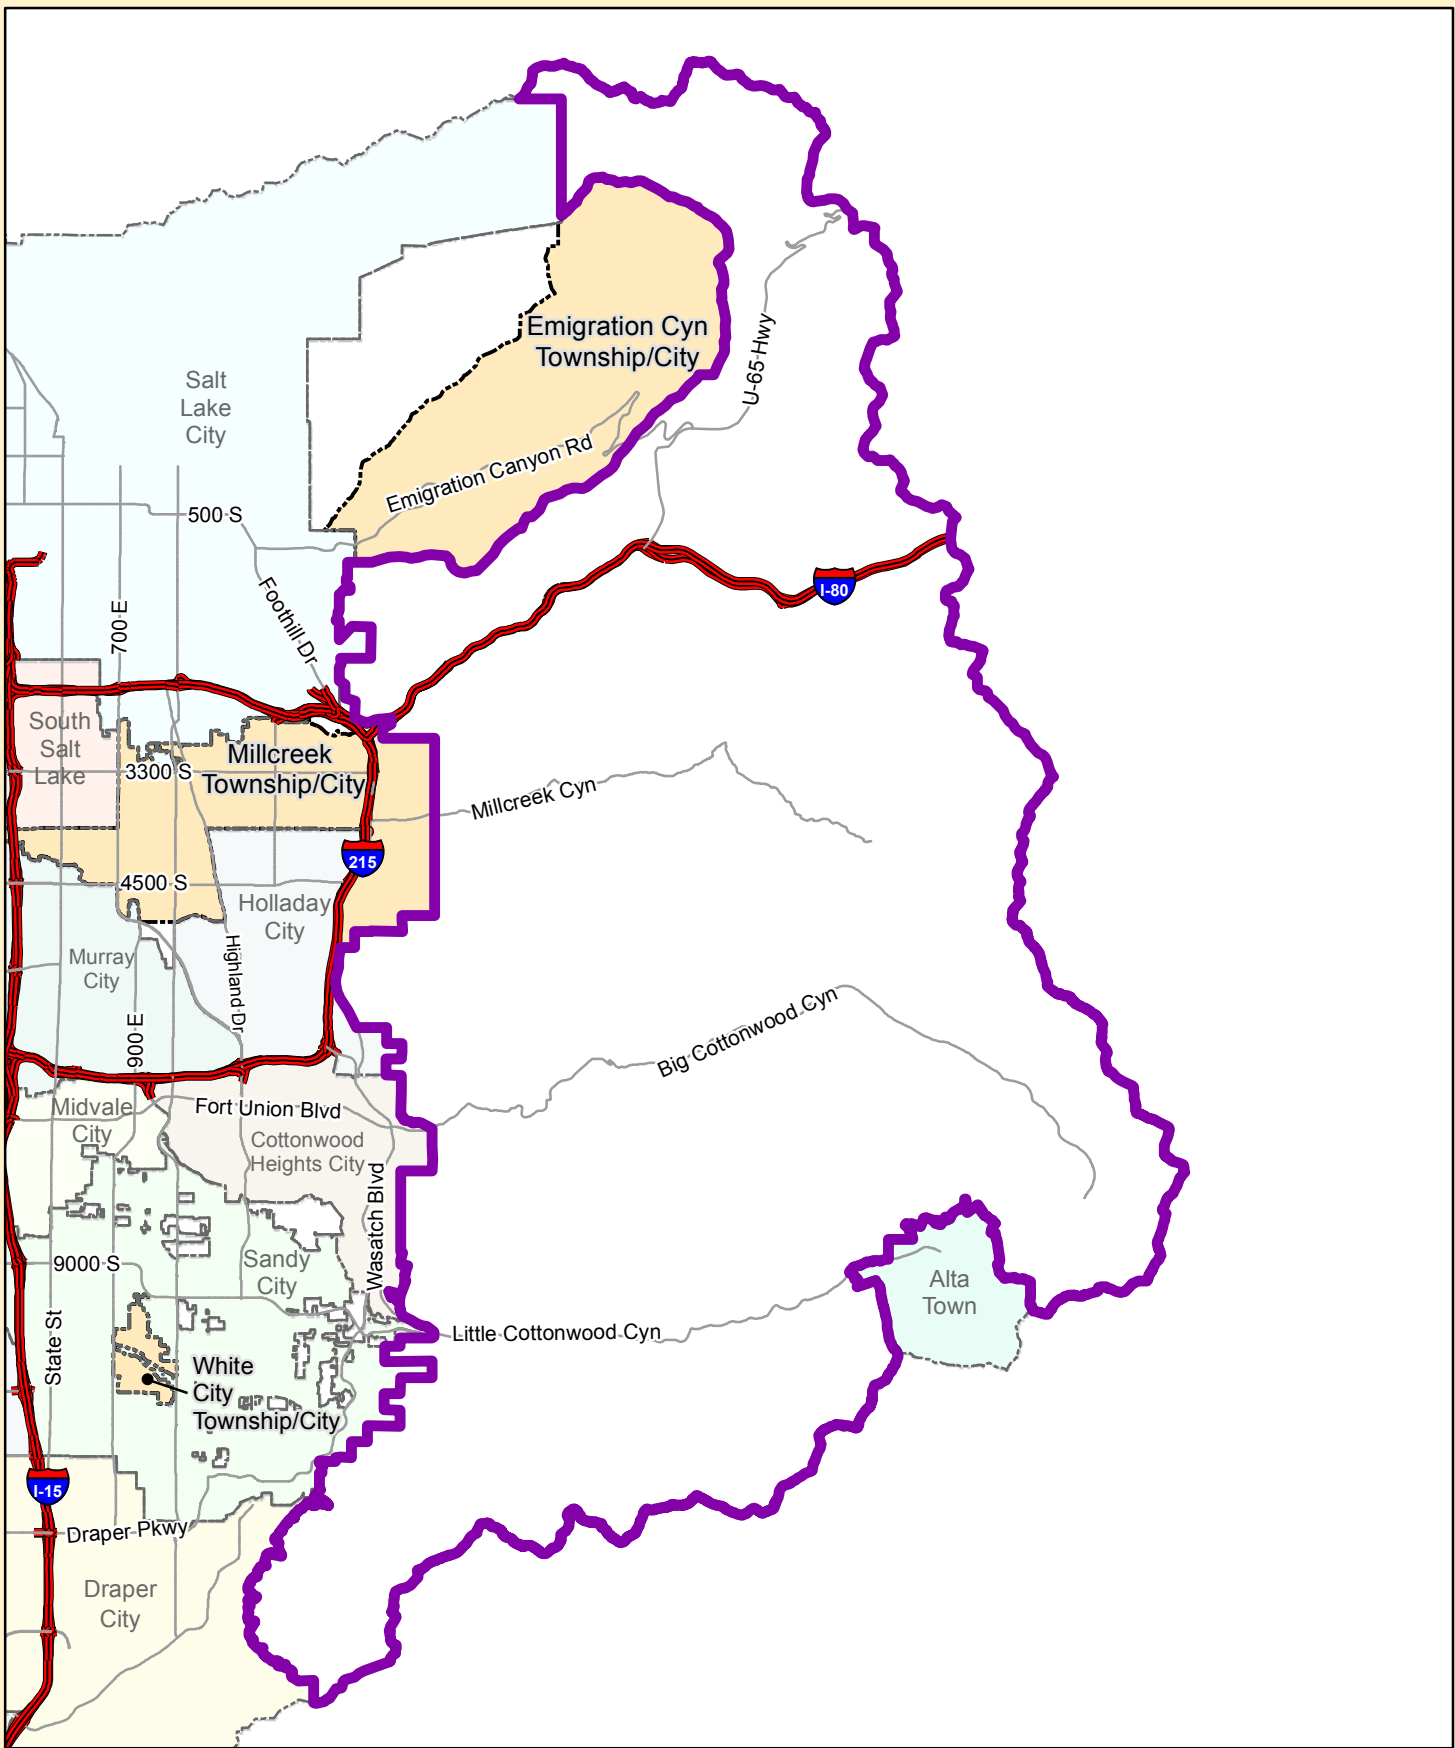 Emigration Cyn
Township/City
U-65 Hwy
Salt
Lake
City
Emigration Canyon Rd
500 S
I-80
Foothill Dr
700 E
South
Salt
Lake
Millcreek
Township/City
3300 S
Millcreek Cyn
215
4500 S
Holladay
City
Highland Dr
Murray
City
900 E
Big Cottonwood Cyn
Midvale
City
Fort Union Blvd
Cottonwood
Heights City
Wasatch Blvd
9000 S
Sandy
City
Alta
Town
State St
Little Cottonwood Cyn
White
City
Township/City
I-15
Draper Pkwy
Draper
City